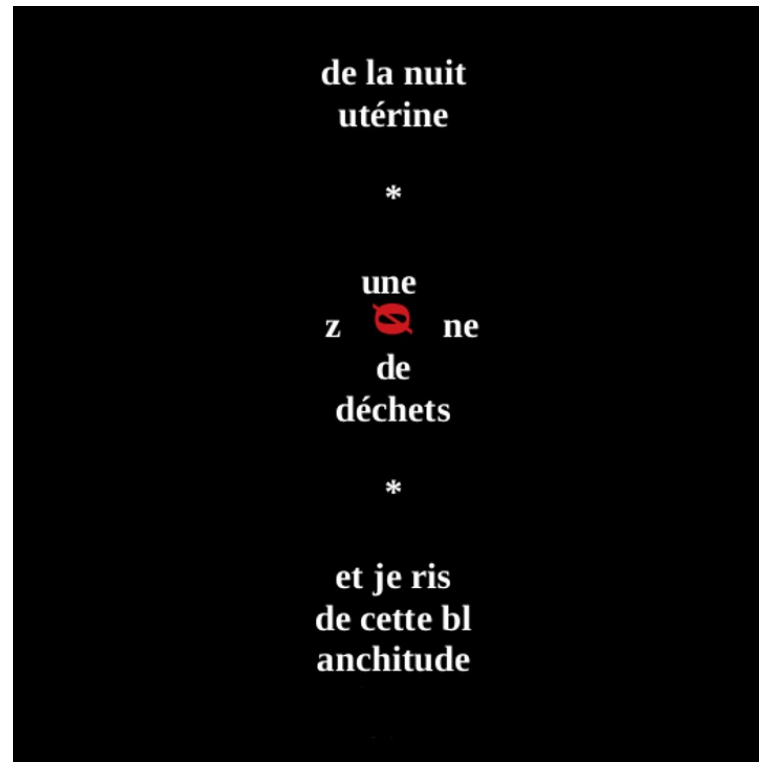 de la nuit
utérine
*
une
z Ø ne
de
déchets
*
et je ris
de cette bl
anchitude